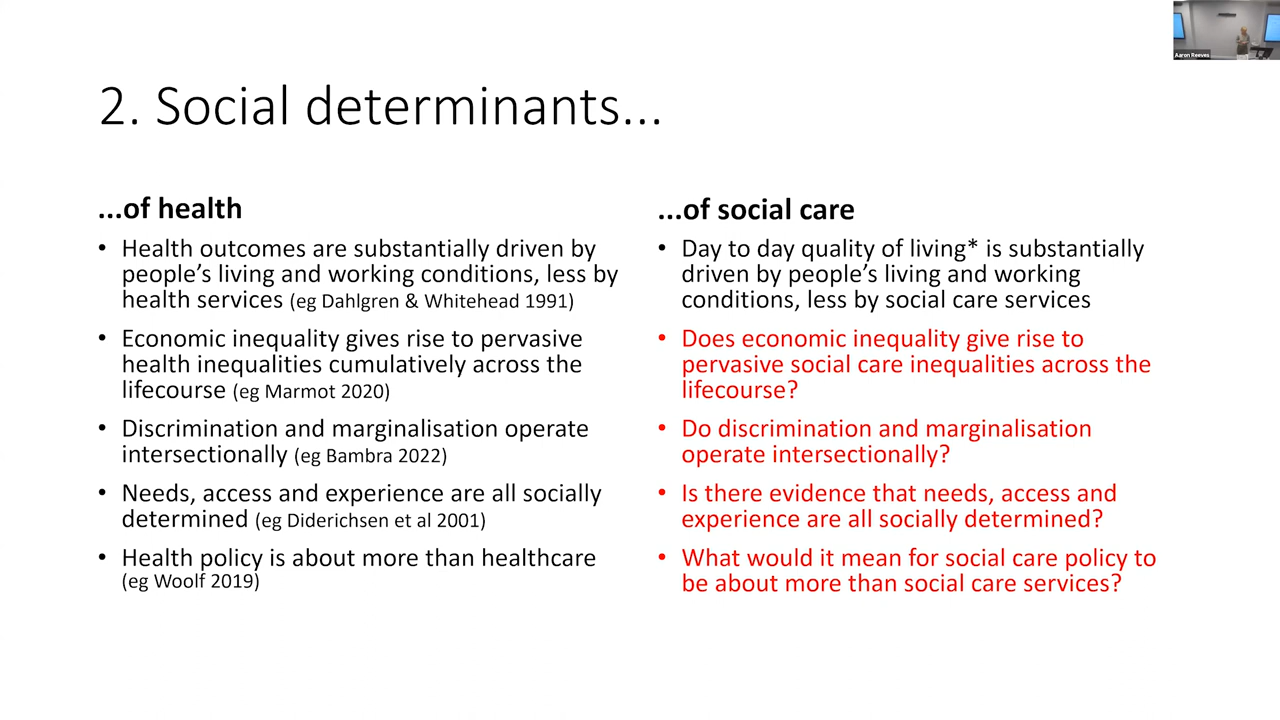 Aaron Reeves
2. Social determinants...
...of health
• Health outcomes are substantially driven by
people's living and working conditions, less by
health services (eg Dahlgren & Whitehead 1991)
• Economic inequality gives rise to pervasive
health inequalities cumulatively across the
lifecourse (eg Marmot 2020)
• Discrimination and marginalisation operate
intersectionally (eg Bambra 2022)
• Needs, access and experience are all socially
determined (eg Diderichsen et al 2001)
• Health policy is about more than healthcare
(eg Woolf 2019)
...of social care
• Day to day quality of living* is substantially
driven by people's living and working
conditions, less by social care services
• Does economic inequality give rise to
pervasive social care inequalities across the
lifecourse?
• Do discrimination and marginalisation
operate intersectionally?
• Is there evidence that needs, access and
experience are all socially determined?
• What would it mean for social care policy to
be about more than social care services?